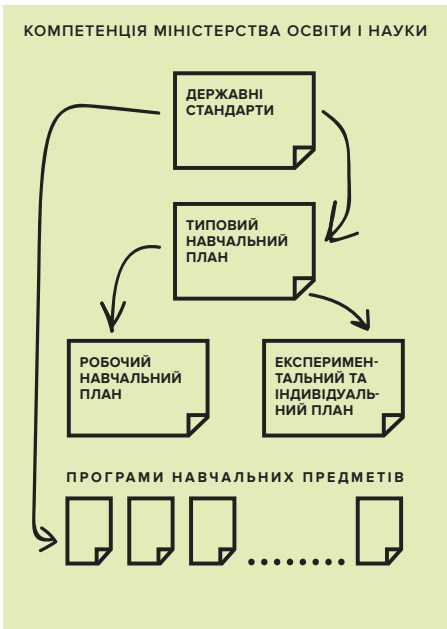 КОМПЕТЕНЦІЯ МІНІСТЕРСТВА ОСВІТИ І НАУКИ
ДЕРЖАВНІ
СТАНДАРТИ
ТИПОВИЙ
НАВЧАЛЬНИЙ
ПЛАН
РОБОЧИЙ
НАВЧАЛЬНИЙ
ПЛАН
ЕКСПЕРИМЕН-
ТАЛЬНИЙ ТА
ІНДИВІДУАЛЬ-
НИЙ ПЛАН
ПРОГРАМИ НАВЧАЛЬНИХ ПРЕДМЕТІВ